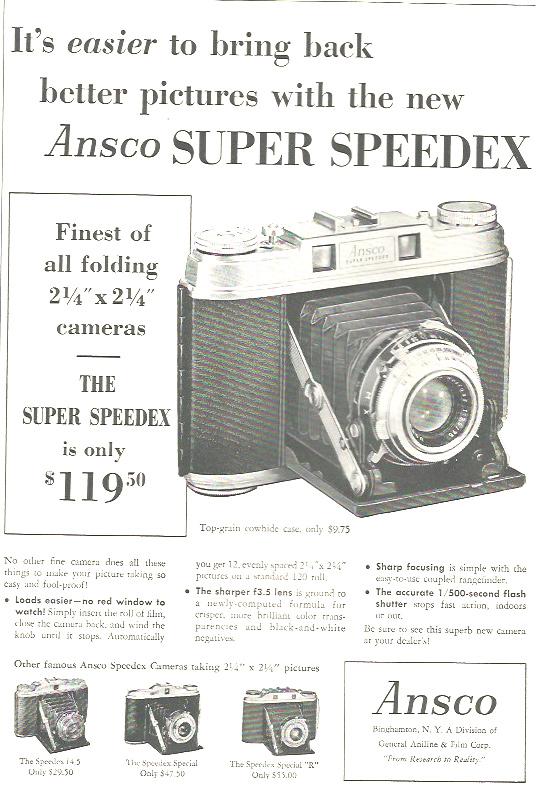 It's easier to bring back
better pictures with the new
Ansco SUPER SPEEDEX
Finest of
all folding
2¼" x 2¼"
cameras
THE
SUPER SPEEDEX
is only
$119 50
Ansco
SUPER SPEEDEX
Top-grain cowhide case, only $9.75
No other fine camera does all these
things to make your picture taking so
easy and fool-proof!
• Loads easier—no red window to
watch! Simply insert the roll of film,
close the camera back, and wind the
knob until it stops. Automatically
you get 12, evenly spaced 2¼" x 2¼"
pictures on a standard 120 roll.
• The sharper f3.5 lens is ground to
a newly-computed formula for
crisper, more brilliant color trans-
parencies and black-and-white
negatives.
• Sharp focusing is simple with the
easy-to-use coupled rangefinder.
• The accurate 1/500-second flash
shutter stops fast action, indoors
or out.
Be sure to see this superb new camera
at your dealer's!
Other famous Ansco Speedex Cameras taking 2¼" x 2¼" pictures
The Speedex f4.5
Only $29.50
The Speedex Special
Only $47.50
The Speedex Special "R"
Only $55.00
Ansco
Binghamton, N. Y. A Division of
General Aniline & Film Corp.
"From Research to Reality"